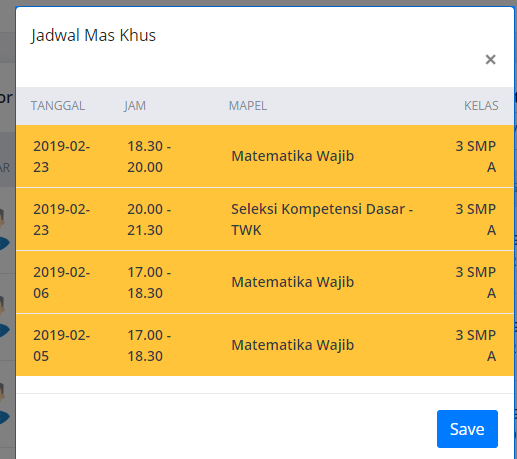 Jadwal Mas Khus
×
or
TANGGAL JAM MAPEL KELAS
AR
2019-02-23 18.30 - 20.00 Matematika Wajib 3 SMP A
2019-02-23 20.00 - 21.30 Seleksi Kompetensi Dasar - TWK 3 SMP A
2019-02-06 17.00 - 18.30 Matematika Wajib 3 SMP A
2019-02-05 17.00 - 18.30 Matematika Wajib 3 SMP A
Save